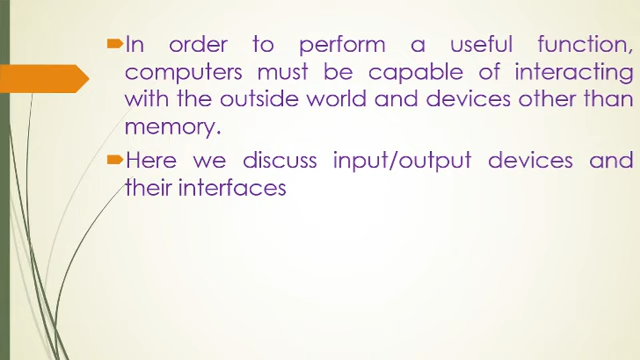 In order to perform a useful function,
computers must be capable of interacting
with the outside world and devices other than
memory.
Here we discuss input/output devices and
their interfaces